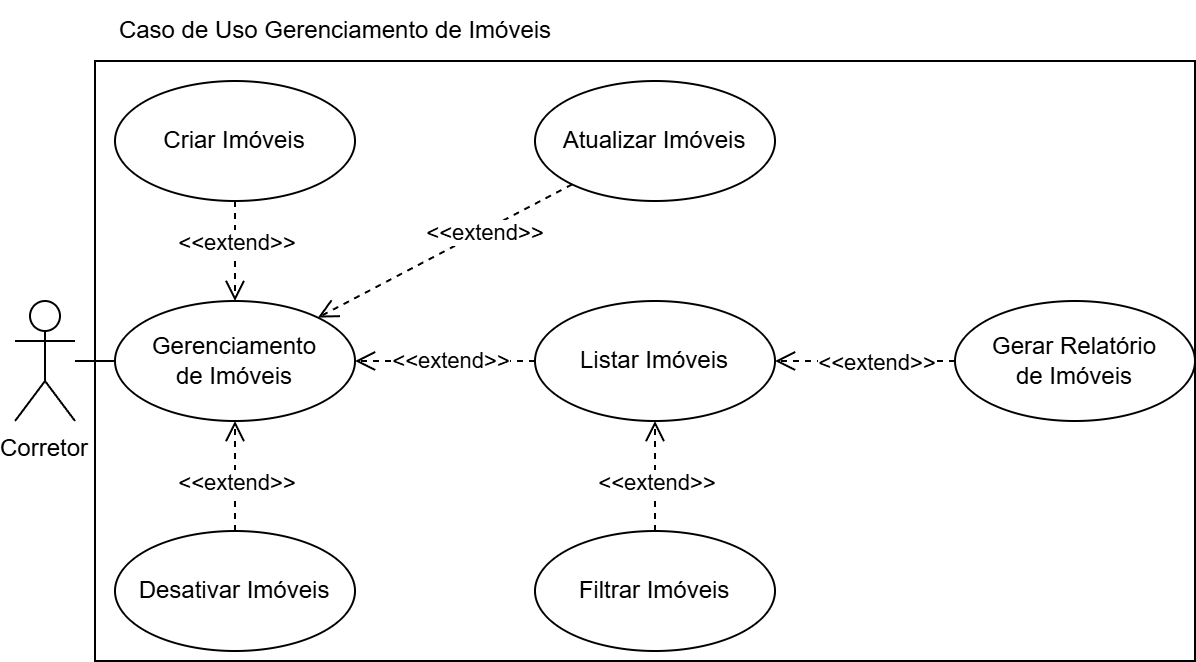 Caso de Uso Gerenciamento de Imóveis
Criar Imóveis
Atualizar Imóveis
<<extend>>
<<extend>>
Gerenciamento
de Imóveis
<<extend>>
Listar Imóveis
<<extend>>
Gerar Relatório
de Imóveis
Corretor
<<extend>>
<<extend>>
Desativar Imóveis
Filtrar Imóveis